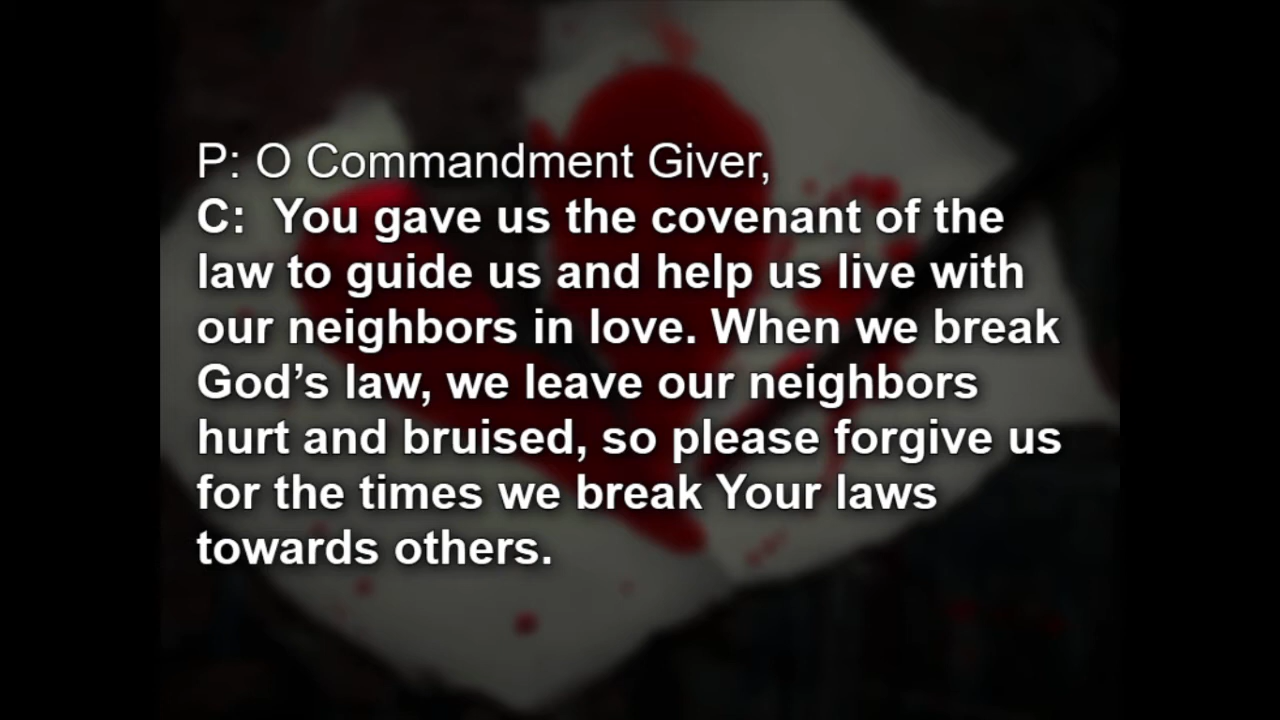 P: O Commandment Giver,
C:  You gave us the covenant of the
law to guide us and help us live with
our neighbors in love. When we break
God’s law, we leave our neighbors
hurt and bruised, so please forgive us
for the times we break Your laws
towards others.